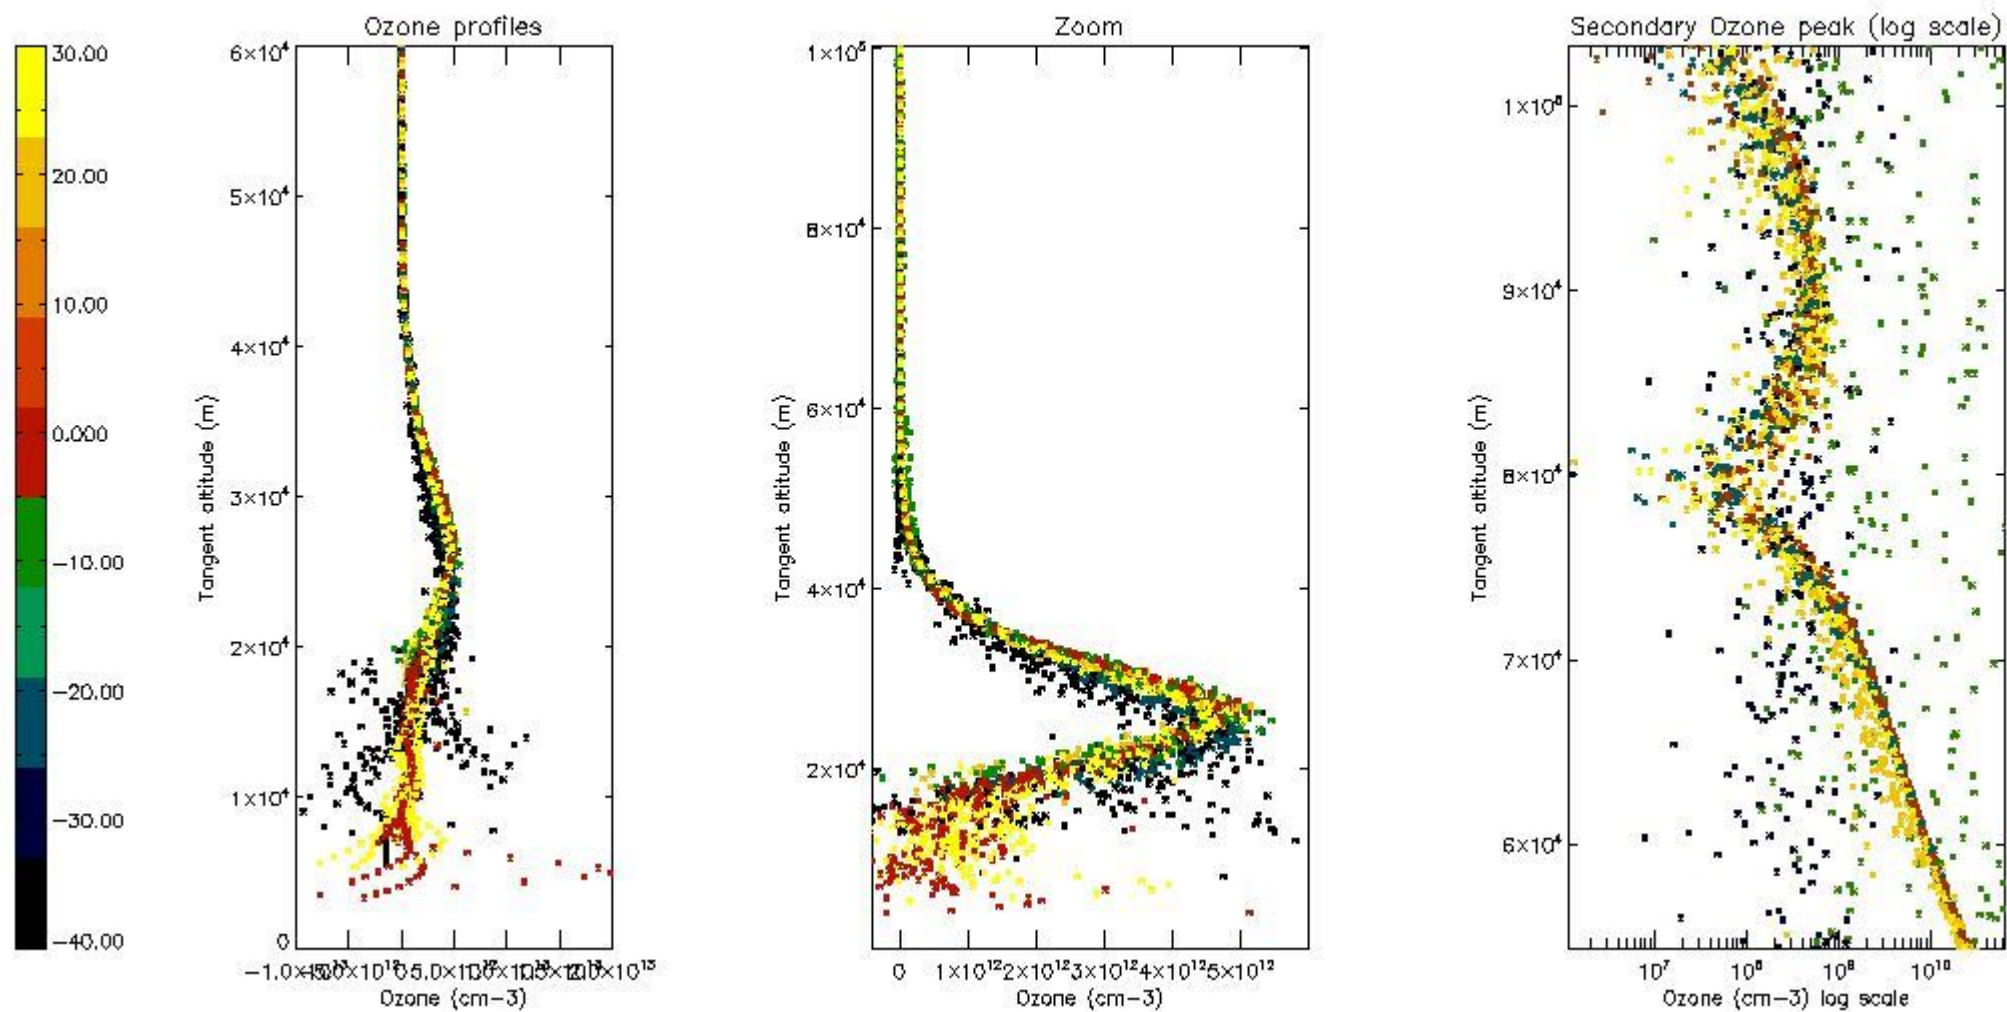 Ozone profiles
Zoom
Secondary Ozone peak (log scale)
30.00
20.00
10.00
0.000
−10.00
−20.00
−30.00
−40.00
6×10⁴
5×10⁴
4×10⁴
3×10⁴
2×10⁴
1×10⁴
0
Tangent altitude (m)
Ozone (cm−3)
1×10⁵
8×10⁴
6×10⁴
4×10⁴
2×10⁴
Tangent altitude (m)
0 1×10¹² 2×10¹² 3×10¹² 4×10¹² 5×10¹²
Ozone (cm−3)
9×10⁴
8×10⁴
7×10⁴
6×10⁴
Tangent altitude (m)
10⁷ 10⁸ 10⁹ 10¹⁰
Ozone (cm−3) log scale